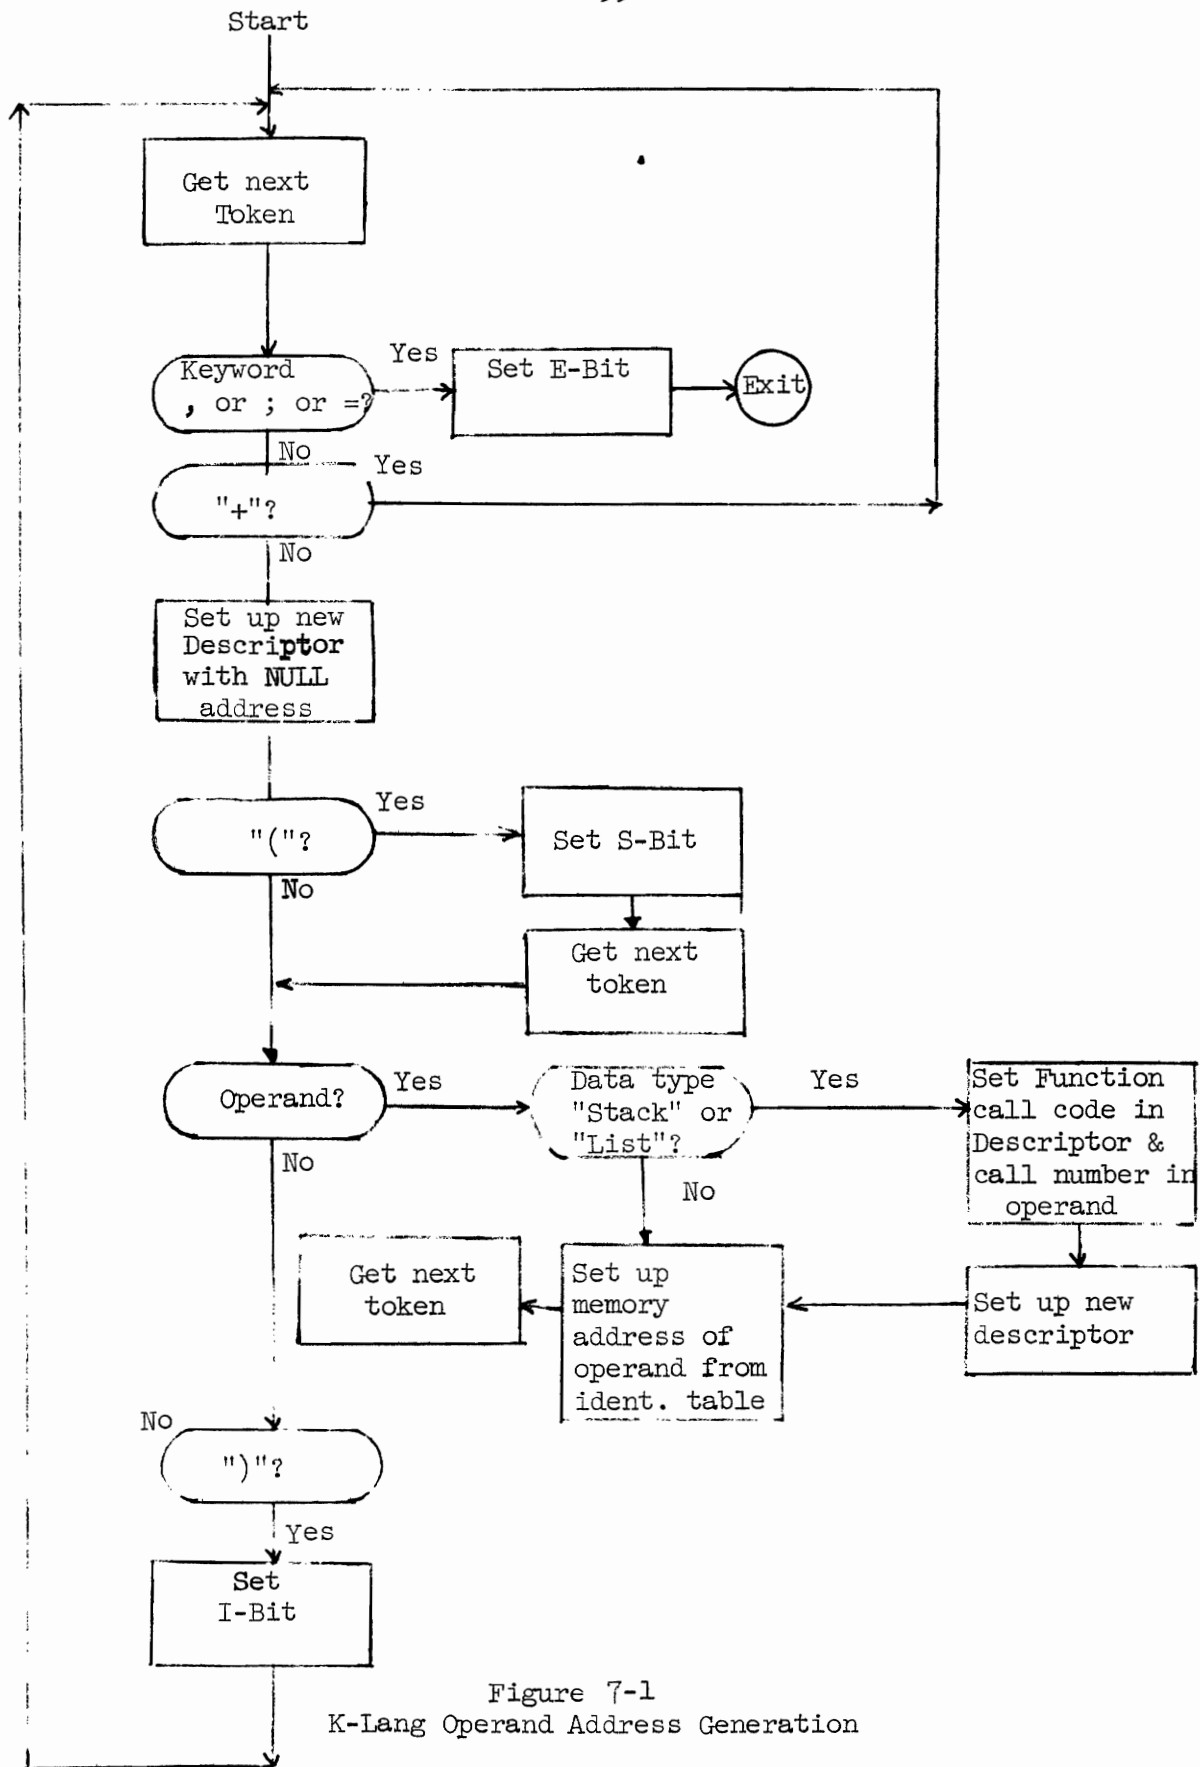 Start
Get next
Token
Keyword
, or ; or =?
Yes
Set E-Bit
Exit
No
"+"?
Yes
No
Set up new
Descriptor
with NULL
address
"("?
Yes
Set S-Bit
No
Get next
token
Operand?
Yes
Data type
"Stack" or
"List"?
Yes
Set Function
call code in
Descriptor &
call number in
operand
No
No
Get next
token
Set up
memory
address of
operand from
ident. table
Set up new
descriptor
No
")"?
Yes
Set
I-Bit
Figure 7-1
K-Lang Operand Address Generation